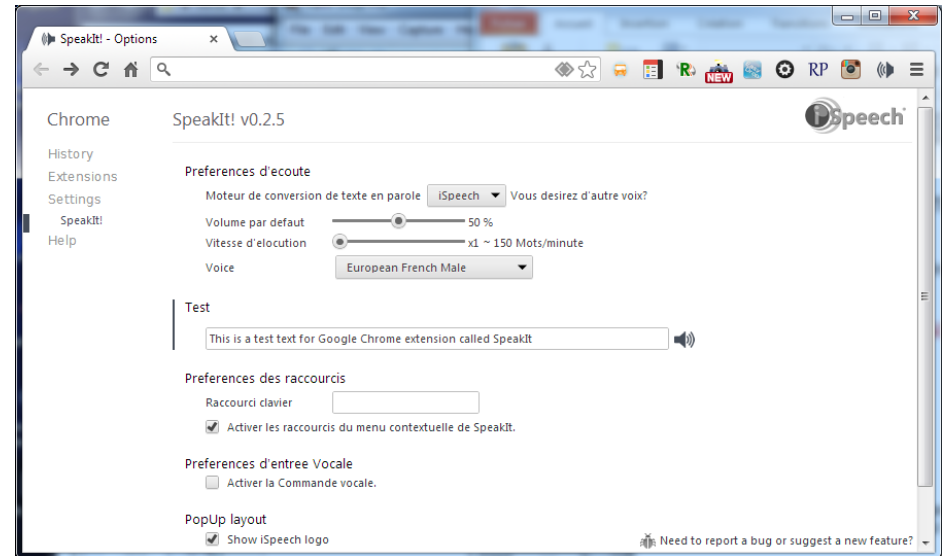 SpeakIt! - Options
R
NEW
RP
Chrome
SpeakIt! v0.2.5
iSpeech
History
Extensions
Settings
SpeakIt!
Help
Preferences d'ecoute
Moteur de conversion de texte en parole iSpeech Vous desirez d'autre voix?
Volume par defaut 50 %
Vitesse d'elocution x1 ~ 150 Mots/minute
Voice European French Male
Test
This is a test text for Google Chrome extension called SpeakIt
Preferences des raccourcis
Raccourci clavier
Activer les raccourcis du menu contextuelle de SpeakIt.
Preferences d'entree Vocale
Activer la Commande vocale.
PopUp layout
Show iSpeech logo
Need to report a bug or suggest a new feature?